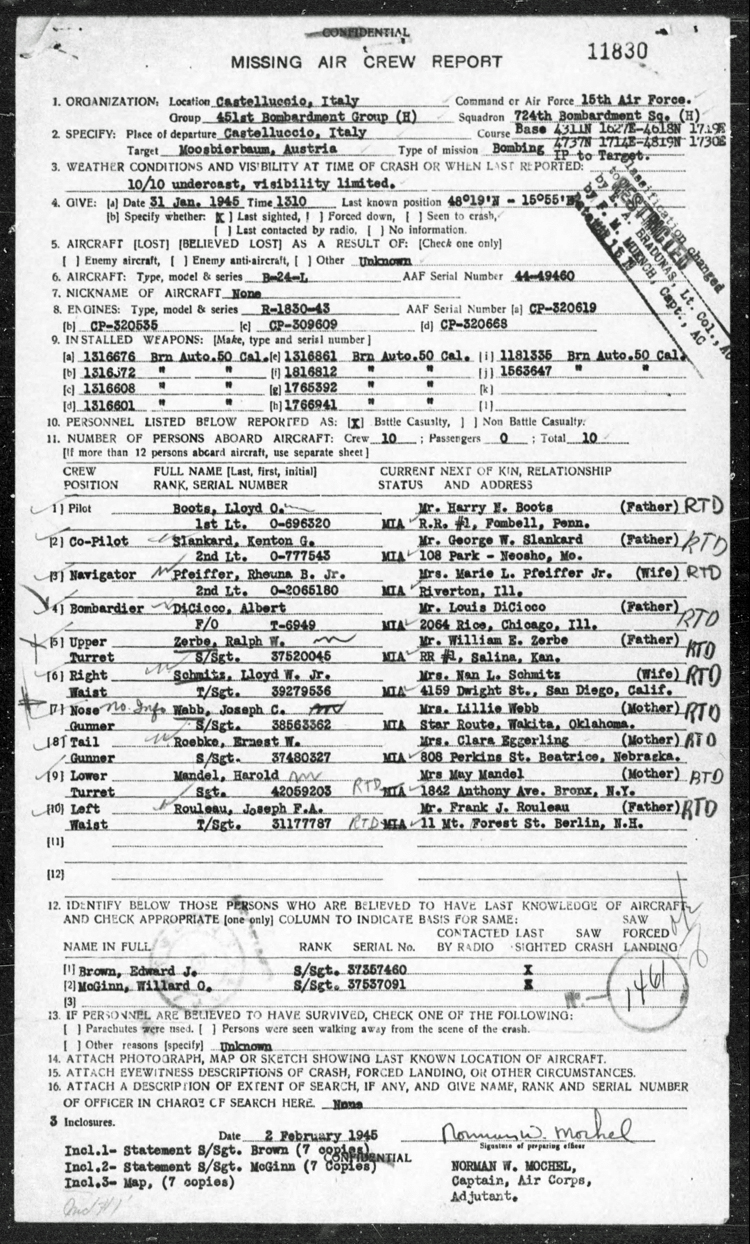 CONFIDENTIAL
MISSING AIR CREW REPORT
11830
1. ORGANIZATION: Location Castelluccio, Italy Command or Air Force 15th Air Force.
Group 451st Bombardment Group (H) Squadron 724th Bombardment Sq. (H)
2. SPECIFY: Place of departure Castelluccio, Italy Course Base 4311N 1627E-4618N 1719E
4737N 1714E-4819N 1730E
Target Moosbierbaum, Austria Type of mission Bombing IP to Target.
3. WEATHER CONDITIONS AND VISIBILITY AT TIME OF CRASH OR WHEN LAST REPORTED:
10/10 undercast, visibility limited.
4. GIVE: [a] Date 31 Jan. 1945 Time 1310 Last known position 48°19'N - 15°55'E
[b] Specify whether: [X] Last sighted, [ ] Forced down, [ ] Seen to crash,
[ ] Last contacted by radio, [ ] No information.
5. AIRCRAFT [LOST] [BELIEVED LOST] AS A RESULT OF: [Check one only]
[ ] Enemy aircraft, [ ] Enemy anti-aircraft, [ ] Other Unknown
6. AIRCRAFT: Type, model & series B-24-L AAF Serial Number 44-49460
7. NICKNAME OF AIRCRAFT None
8. ENGINES: Type, model & series R-1830-43 AAF Serial Number [a] CP-320619
[b] CP-320535 [c] CP-309609 [d] CP-320668
9. INSTALLED WEAPONS: [Make, type and serial number]
[a] 1316676 Brn Auto.50 Cal. [e] 1316861 Brn Auto.50 Cal. [i] 1181335 Brn Auto.50 Cal.
[b] " " [f] 1816812 " " [j] 1563647 " "
[c] 1316608 " " [g] 1765392 " " [k]
[d] 1316601 " " [h] 1766941 " " [l]
10. PERSONNEL LISTED BELOW REPORTED AS: [X] Battle Casualty, [ ] Non Battle Casualty:
11. NUMBER OF PERSONS ABOARD AIRCRAFT: Crew 10 ; Passengers 0 ; Total 10
[If more than 12 persons aboard aircraft, use separate sheet]
CREW FULL NAME [Last, first, initial] CURRENT NEXT OF KIN, RELATIONSHIP
POSITION RANK, SERIAL NUMBER STATUS AND ADDRESS
[1] Pilot Boots, Lloyd O. Mr. Harry N. Boots (Father) RTD
1st Lt. O-696320 MIA R.R. #1, Fombell, Penn.
[2] Co-Pilot Slankard, Kenton G. Mr. George W. Slankard (Father) RTD
2nd Lt. O-777543 MIA 108 Park - Neosho, Mo.
[3] Navigator Pfeiffer, Rheuna B. Jr. Mrs. Marie L. Pfeiffer Jr. (Wife) RTD
2nd Lt. O-2065180 MIA Riverton, Ill.
[4] Bombardier DiCicco, Albert Mr. Louis DiCicco (Father) RTD
F/O T-6949 MIA 2064 Rice, Chicago, Ill.
[5] Upper Zerbe, Ralph W. Mr. William E. Zerbe (Father) RTD
Turret S/Sgt. 37520045 MIA RR #1, Salina, Kan.
[6] Right Schmitz, Lloyd W. Jr. Mrs. Nan L. Schmitz (Wife) RTD
Waist T/Sgt. 39279536 MIA 4159 Dwight St., San Diego, Calif.
[7] Nose no. Info Webb, Joseph C. Mrs. Lillie Webb (Mother) RTD
Gunner S/Sgt. 38563362 MIA Star Route, Wakita, Oklahoma.
[8] Tail Roebke, Ernest W. Mrs. Clara Eggerling (Mother) RTD
Gunner S/Sgt. 37480327 MIA 808 Perkins St. Beatrice, Nebraska.
[9] Lower Mandel, Harold Mrs May Mandel (Mother) RTD
Turret Sgt. 42059203 RTD MIA 1842 Anthony Ave. Bronx, N.Y.
[10] Left Rouleau, Joseph F.A. Mr. Frank J. Rouleau (Father) RTD
Waist T/Sgt. 31177787 RTD MIA 11 Mt. Forest St. Berlin, N.H.
[11]
[12]
12. IDENTIFY BELOW THOSE PERSONS WHO ARE BELIEVED TO HAVE LAST KNOWLEDGE OF AIRCRAFT
AND CHECK APPROPRIATE [one only] COLUMN TO INDICATE BASIS FOR SAME: SAW
CONTACTED LAST SAW FORCED
NAME IN FULL RANK SERIAL No. BY RADIO SIGHTED CRASH LANDING
[1] Brown, Edward J. S/Sgt. 37357460 X
[2] McGinn, Willard O. S/Sgt. 37537091 X
[3]
1461
13. IF PERSONNEL ARE BELIEVED TO HAVE SURVIVED, CHECK ONE OF THE FOLLOWING:
[ ] Parachutes were used. [ ] Persons were seen walking away from the scene of the crash.
[ ] Other reasons [specify] Unknown
14. ATTACH PHOTOGRAPH, MAP OR SKETCH SHOWING LAST KNOWN LOCATION OF AIRCRAFT.
15. ATTACH EYEWITNESS DESCRIPTIONS OF CRASH, FORCED LANDING, OR OTHER CIRCUMSTANCES.
16. ATTACH A DESCRIPTION OF EXTENT OF SEARCH, IF ANY, AND GIVE NAME, RANK AND SERIAL NUMBER
OF OFFICER IN CHARGE OF SEARCH HERE. None
3 Inclosures.
Date 2 February 1945 Norman W. Mochel
Signature of preparing officer
Incl.1- Statement S/Sgt. Brown (7 copies)
CONFIDENTIAL
Incl.2- Statement S/Sgt. McGinn (7 Copies) NORMAN W. MOCHEL,
Incl.3- Map, (7 copies) Captain, Air Corps,
Adjutant.